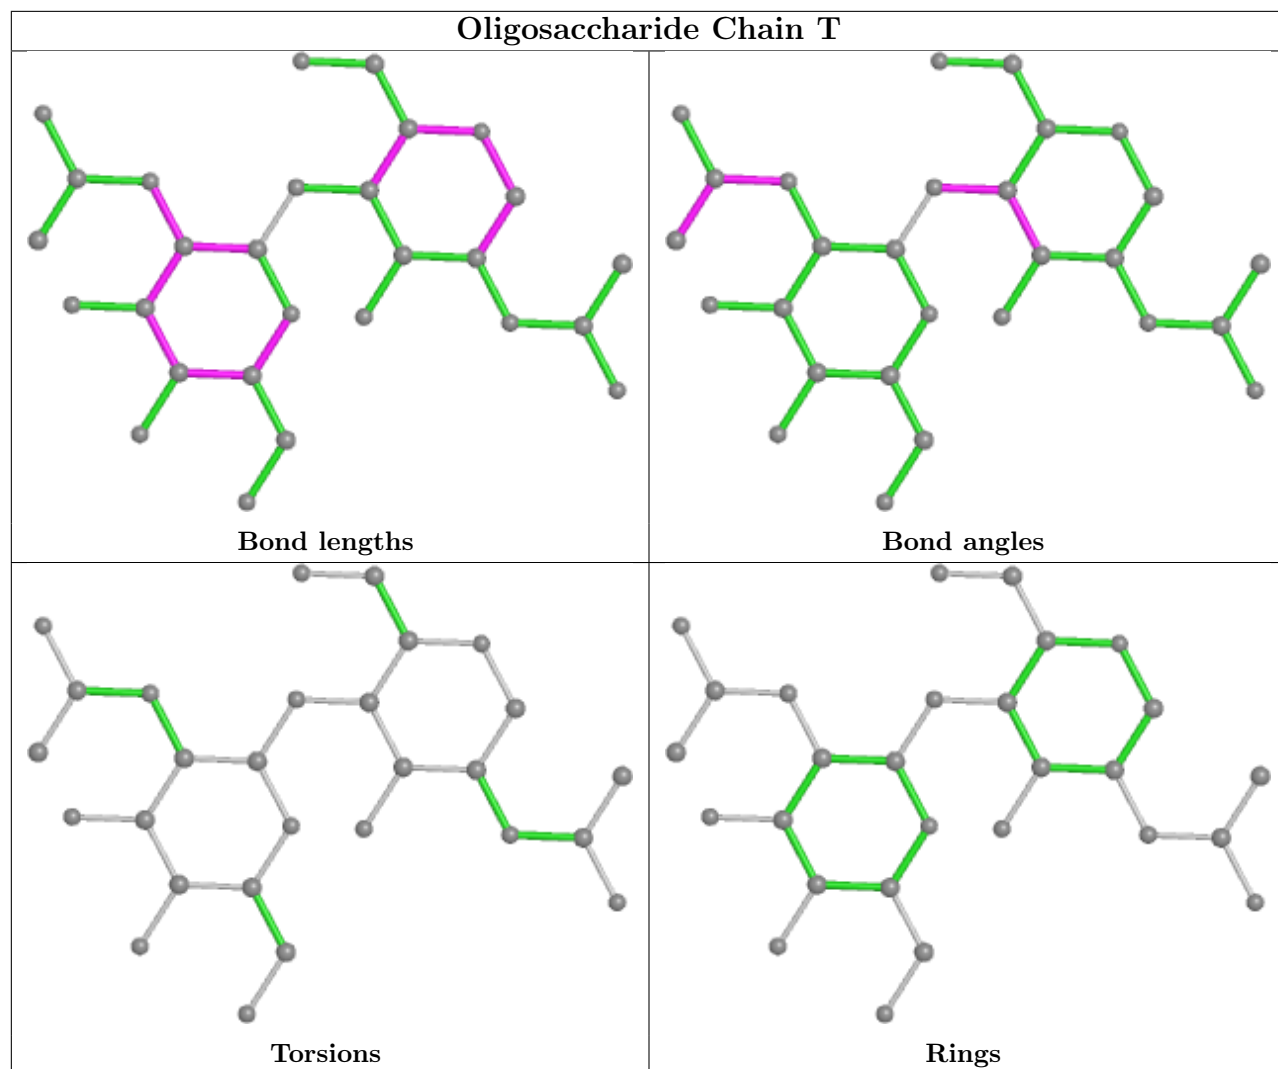 Oligosaccharide Chain T
Bond lengths
Bond angles
Torsions
Rings